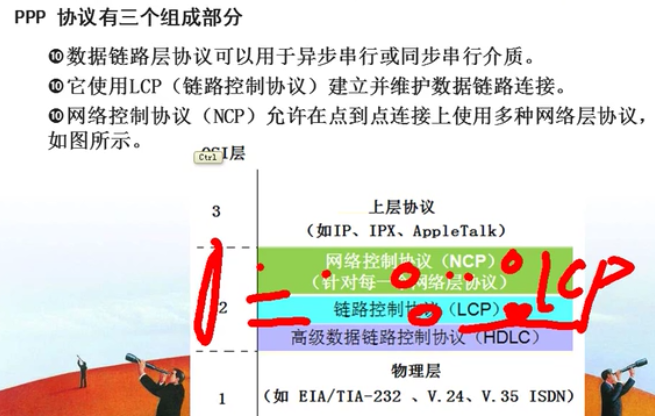 PPP 协议有三个组成部分
❿数据链路层协议可以用于异步串行或同步串行介质。
❿它使用LCP(链路控制协议)建立并维护数据链路连接。
❿网络控制协议(NCP)允许在点到点连接上使用多种网络层协议,
如图所示。
Ctrl
OSI层
3
上层协议
(如IP、IPX、AppleTalk)
网络控制协议(NCP)
(针对每一个网络层协议)
LCP
2
链路控制协议(LCP)
高级数据链路控制协议(HDLC)
物理层
1
(如 EIA/TIA-232 、V.24、V.35 ISDN)